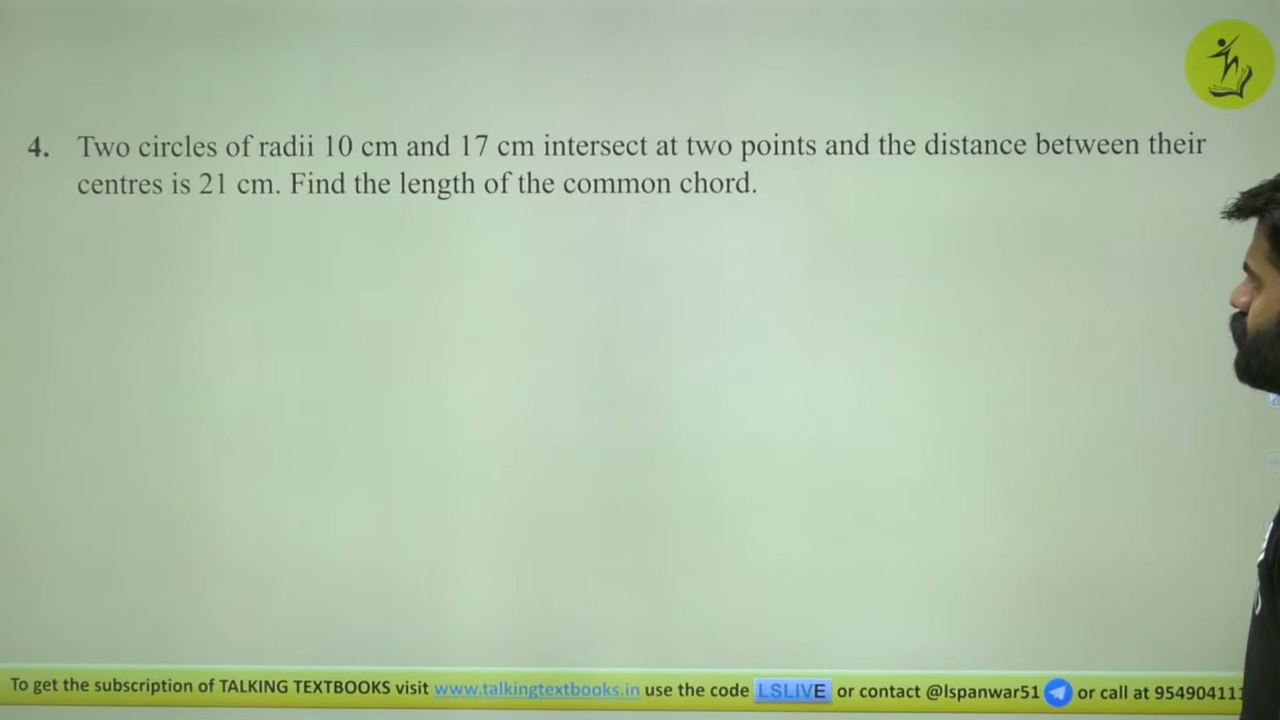 4. Two circles of radii 10 cm and 17 cm intersect at two points and the distance between their
centres is 21 cm. Find the length of the common chord.
To get the subscription of TALKING TEXTBOOKS visit www.talkingtextbooks.in use the code LSLIVE or contact @lspanwar51 or call at 954904111